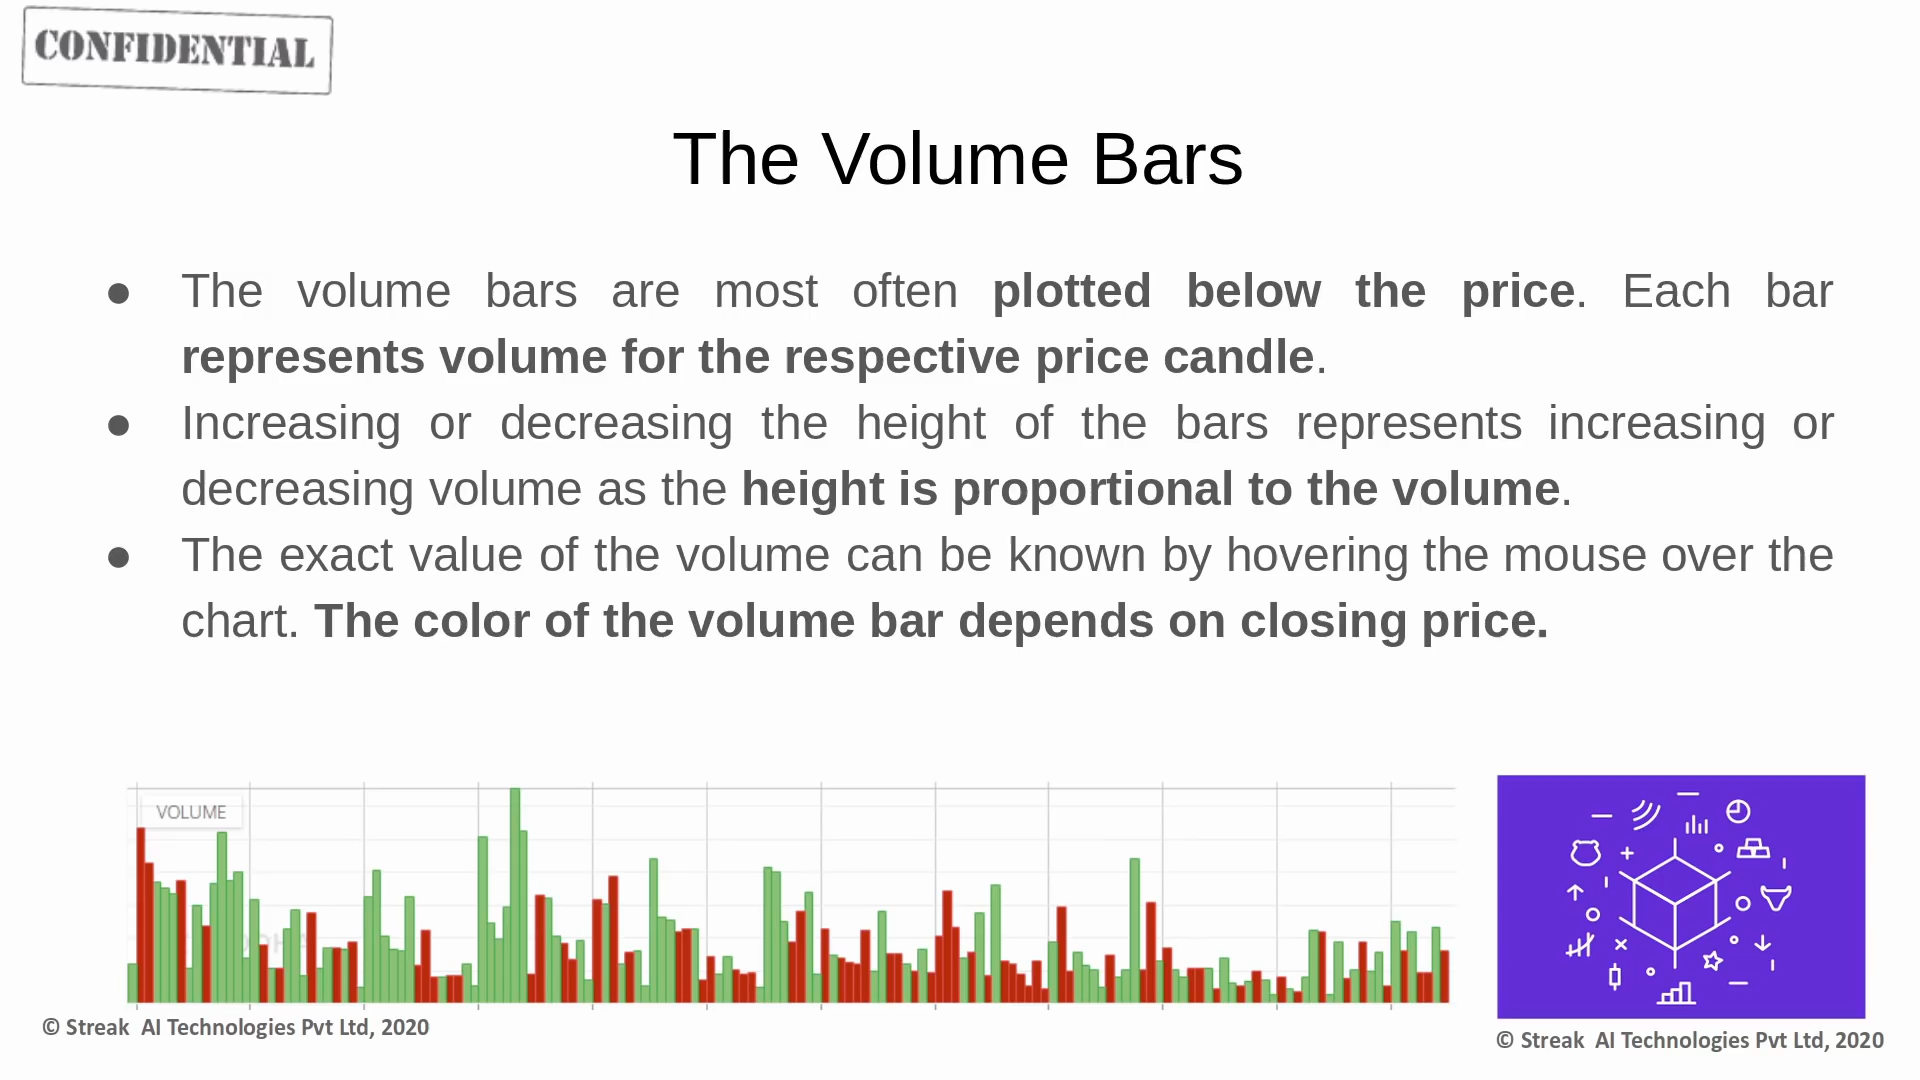 CONFIDENTIAL
The Volume Bars
● The volume bars are most often plotted below the price. Each bar
represents volume for the respective price candle.
● Increasing or decreasing the height of the bars represents increasing or
decreasing volume as the height is proportional to the volume.
● The exact value of the volume can be known by hovering the mouse over the
chart. The color of the volume bar depends on closing price.
VOLUME
© Streak AI Technologies Pvt Ltd, 2020
© Streak AI Technologies Pvt Ltd, 2020